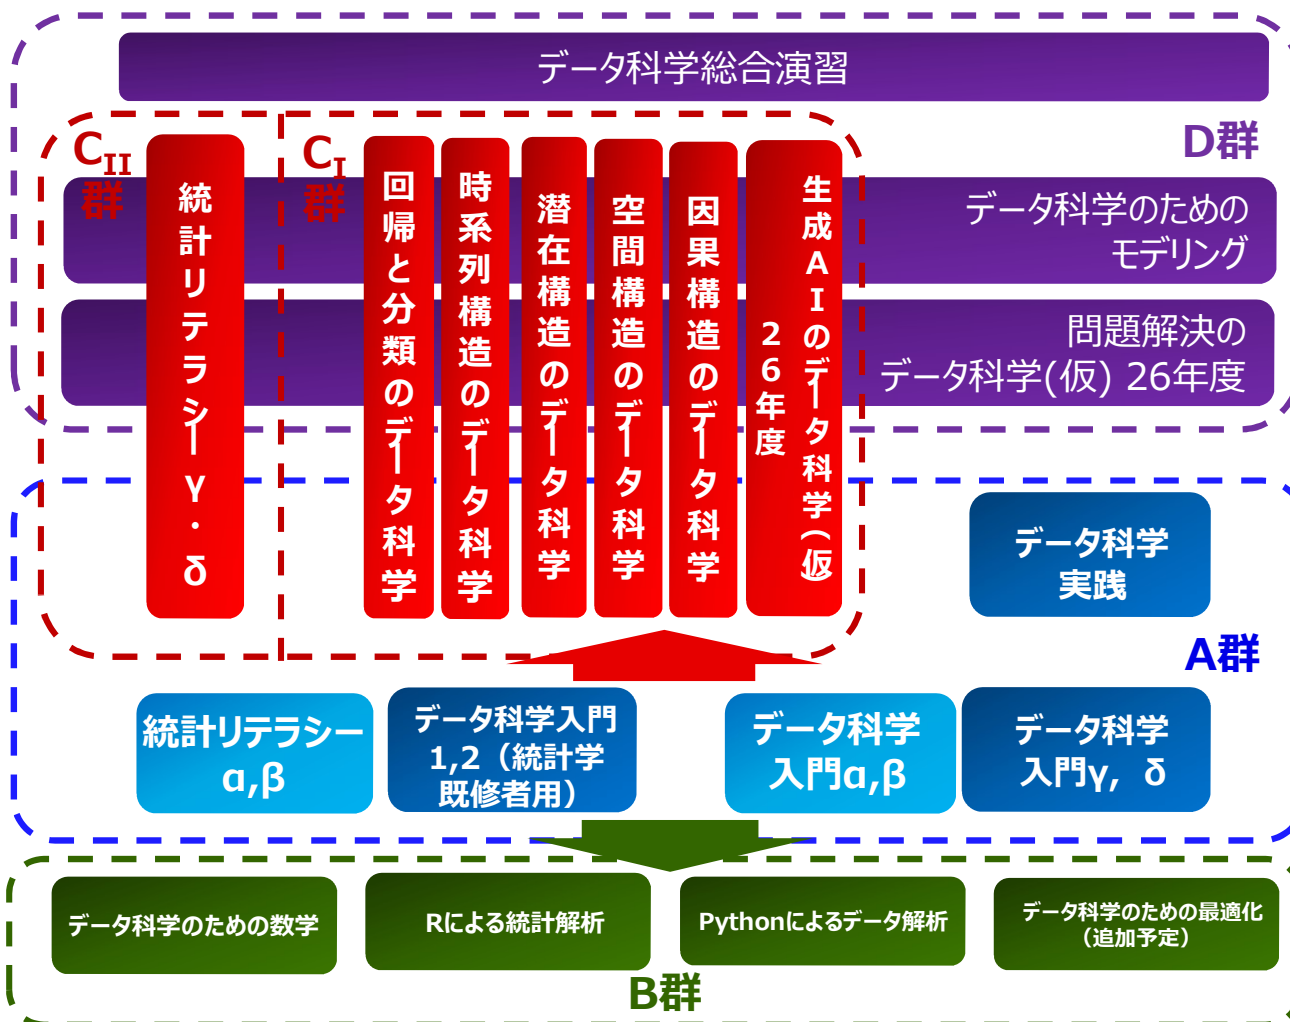 データ科学総合演習
D群
CII
群
統計リテラシー γ・δ
CI
群
回帰と分類のデータ科学
時系列構造のデータ科学
潜在構造のデータ科学
空間構造のデータ科学
因果構造のデータ科学
生成AIのデータ科学(仮)
26年度
データ科学のための
モデリング
問題解決の
データ科学(仮) 26年度
データ科学
実践
A群
統計リテラシー
α,β
データ科学入門
1,2（統計学
既修者用）
データ科学
入門α,β
データ科学
入門γ, δ
データ科学のための数学
Rによる統計解析
Pythonによるデータ解析
データ科学のための最適化
（追加予定）
B群